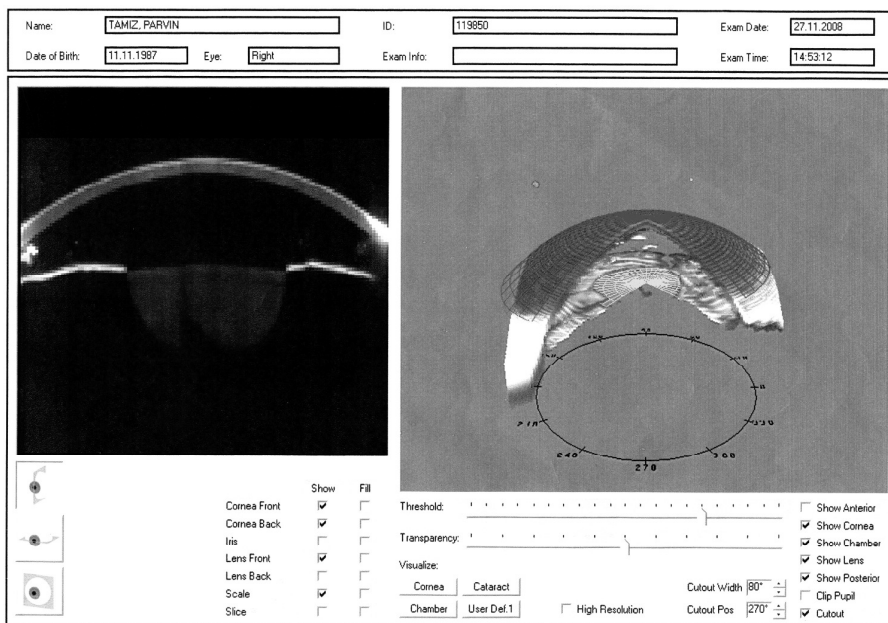 Name: TAMIZ, PARVIN ID: 119850 Exam Date: 27.11.2008
Date of Birth: 11.11.1987 Eye: Right Exam Info: Exam Time: 14:53:12
270
Show Fill
Cornea Front
Cornea Back
Iris
Lens Front
Lens Back
Scale
Slice
Threshold:
Transparency:
Visualize:
Cornea Cataract
Chamber User Def.1
High Resolution
Cutout Width 80°
Cutout Pos 270°
Show Anterior
Show Cornea
Show Chamber
Show Lens
Show Posterior
Clip Pupil
Cutout